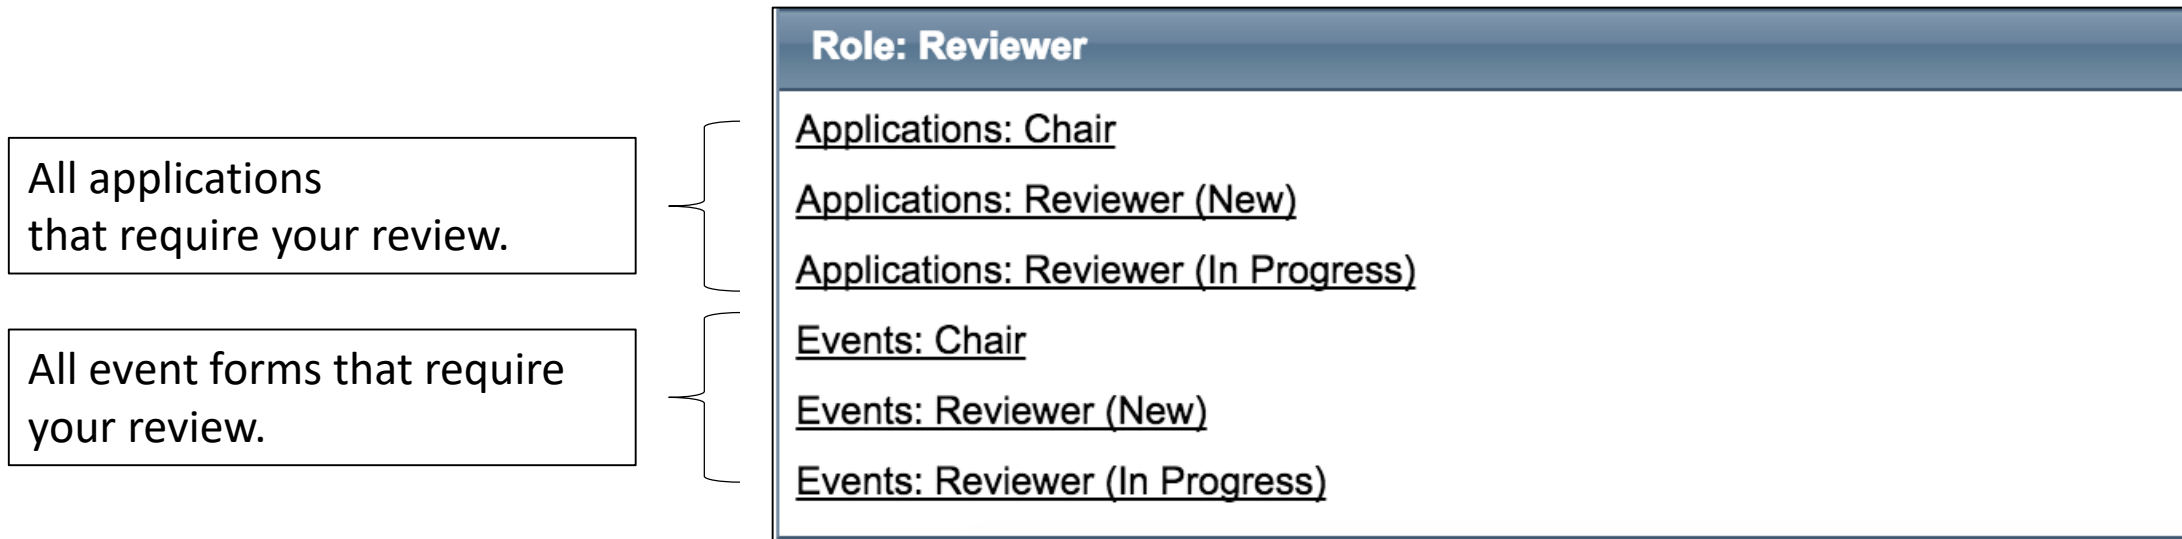 Role: Reviewer
All applications
that require your review.
Applications: Chair
Applications: Reviewer (New)
Applications: Reviewer (In Progress)
All event forms that require
your review.
Events: Chair
Events: Reviewer (New)
Events: Reviewer (In Progress)